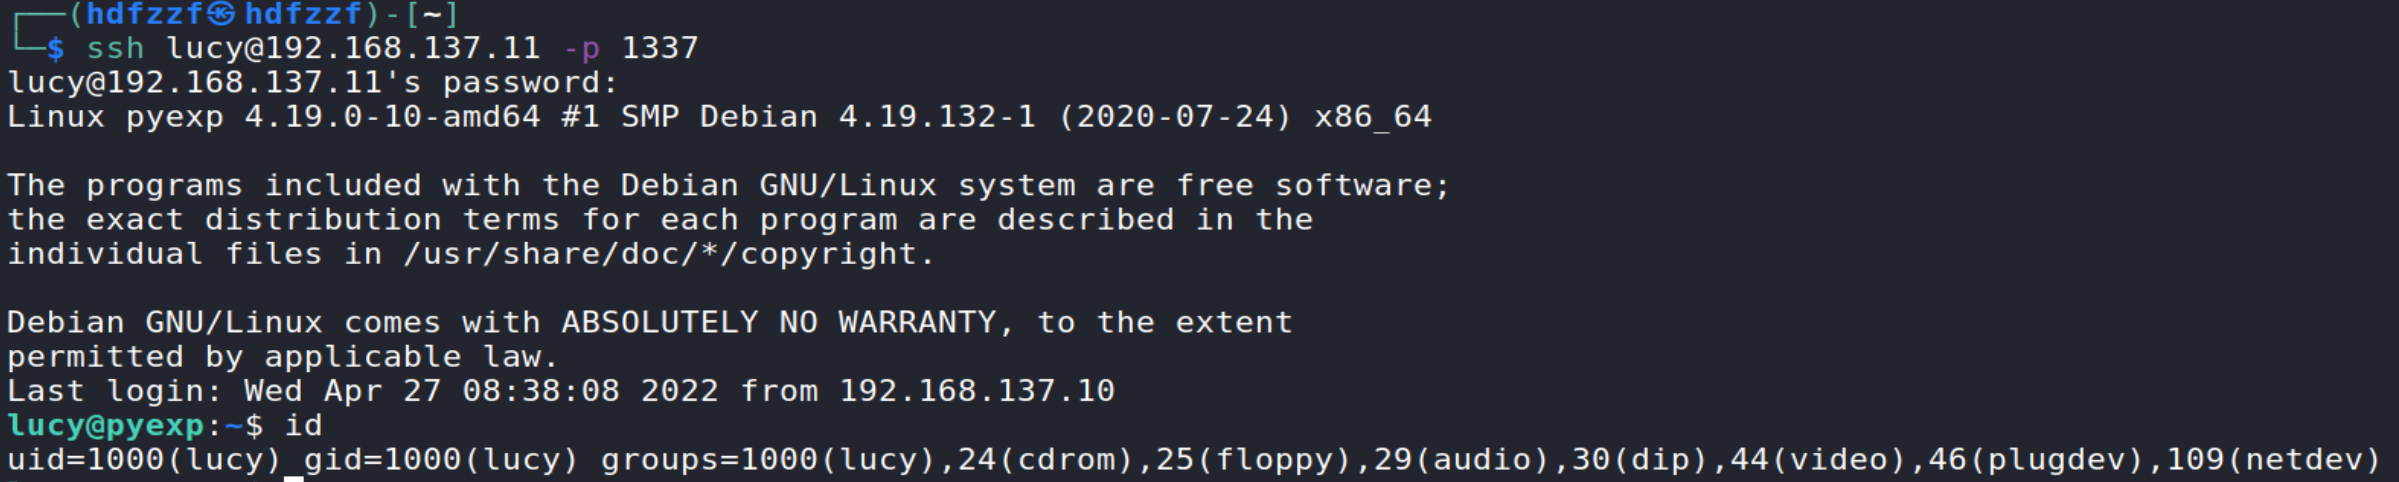 ┌──(hdfzzf㉿hdfzzf)-[~]
└─$ ssh lucy@192.168.137.11 -p 1337
lucy@192.168.137.11's password:
Linux pyexp 4.19.0-10-amd64 #1 SMP Debian 4.19.132-1 (2020-07-24) x86_64
The programs included with the Debian GNU/Linux system are free software;
the exact distribution terms for each program are described in the
individual files in /usr/share/doc/*/copyright.
Debian GNU/Linux comes with ABSOLUTELY NO WARRANTY, to the extent
permitted by applicable law.
Last login: Wed Apr 27 08:38:08 2022 from 192.168.137.10
lucy@pyexp:~$ id
uid=1000(lucy) gid=1000(lucy) groups=1000(lucy),24(cdrom),25(floppy),29(audio),30(dip),44(video),46(plugdev),109(netdev)